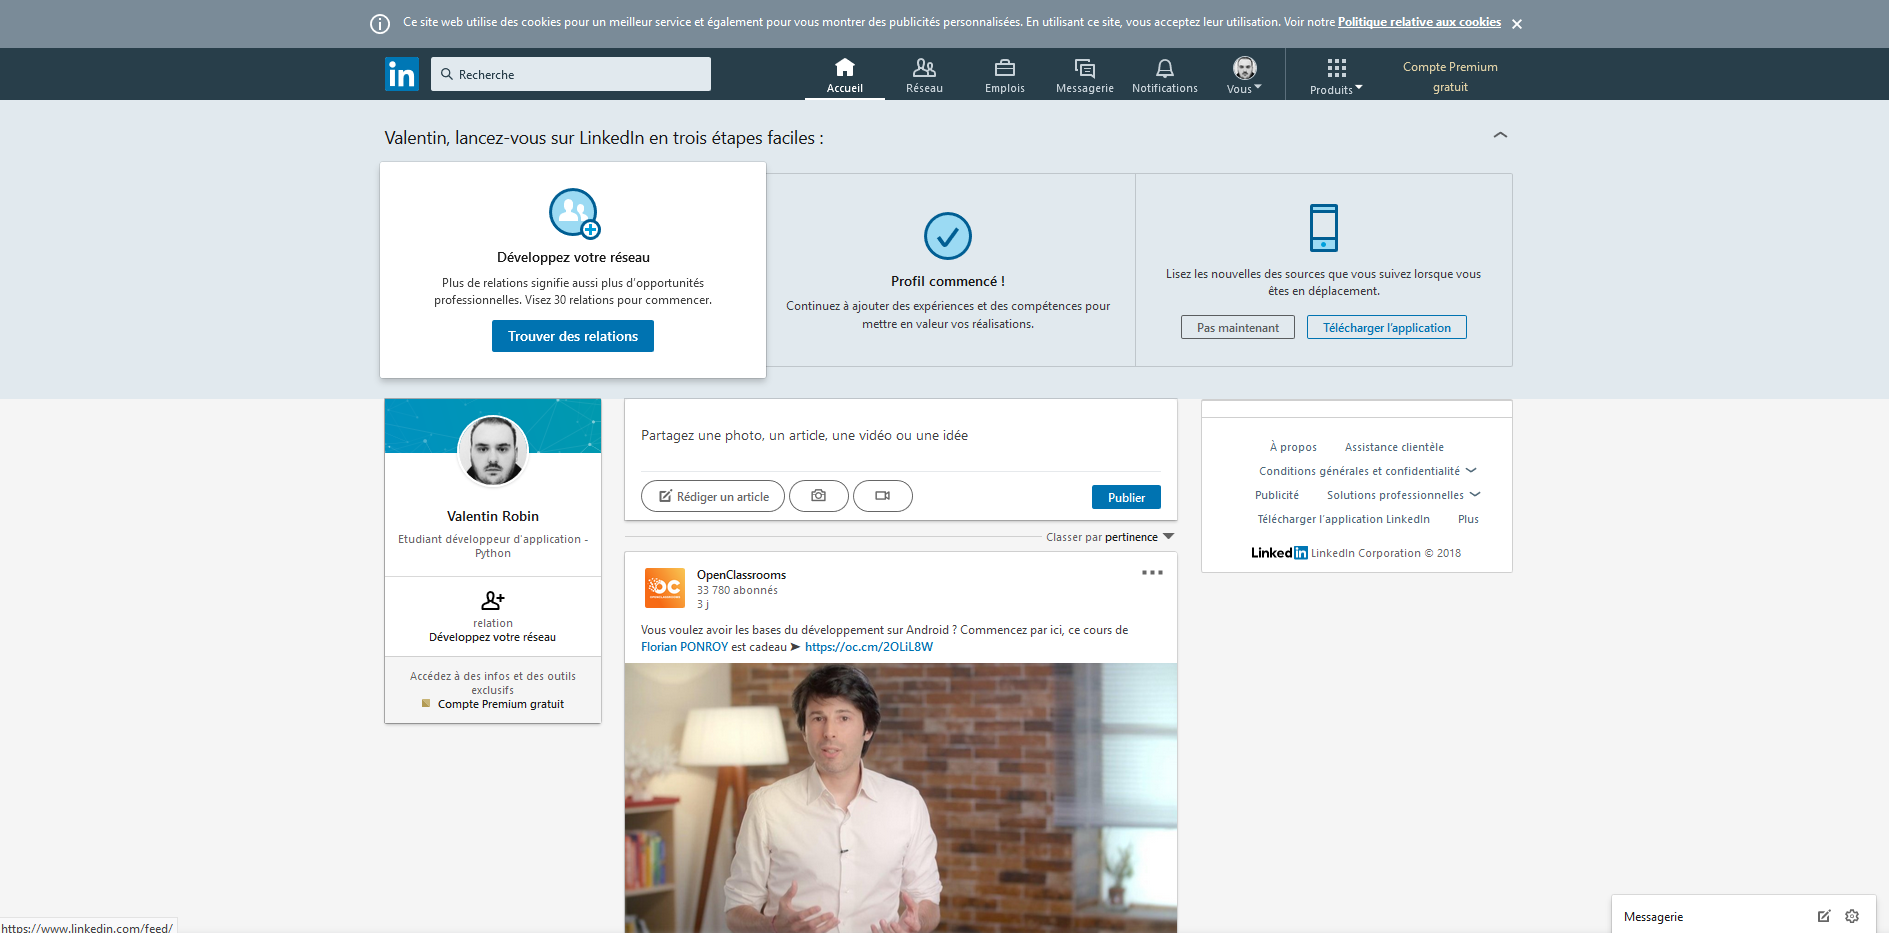 Ce site web utilise des cookies pour un meilleur service et également pour vous montrer des publicités personnalisées. En utilisant ce site, vous acceptez leur utilisation. Voir notre Politique relative aux cookies
in
Recherche
Accueil
Réseau
Emplois
Messagerie
Notifications
Vous
Produits
Compte Premium
gratuit
Valentin, lancez-vous sur LinkedIn en trois étapes faciles :
Développez votre réseau
Plus de relations signifie aussi plus d'opportunités
professionnelles. Visez 30 relations pour commencer.
Trouver des relations
Profil commencé !
Continuez à ajouter des expériences et des compétences pour
mettre en valeur vos réalisations.
Lisez les nouvelles des sources que vous suivez lorsque vous
êtes en déplacement.
Pas maintenant
Télécharger l'application
Valentin Robin
Etudiant développeur d'application -
Python
relation
Développez votre réseau
Accédez à des infos et des outils
exclusifs
Compte Premium gratuit
Partagez une photo, un article, une vidéo ou une idée
Rédiger un article
Publier
Classer par pertinence
OC
OpenClassrooms
33 780 abonnés
3 j
Vous voulez avoir les bases du développement sur Android ? Commencez par ici, ce cours de
Florian PONROY est cadeau ➤ https://oc.cm/2OLiL8W
À propos
Assistance clientèle
Conditions générales et confidentialité
Publicité
Solutions professionnelles
Télécharger l'application LinkedIn
Plus
Linked in LinkedIn Corporation © 2018
Messagerie
https://www.linkedin.com/feed/